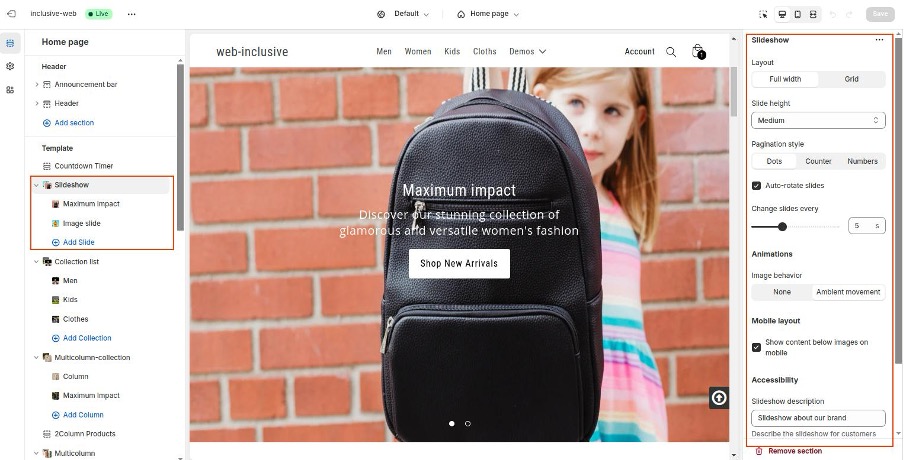 inclusive-web
Live
Default
Home page
Save
Home page
Header
Announcement bar
Header
Add section
Template
Countdown Timer
Slideshow
Maximum impact
Image slide
Add Slide
Collection list
Men
Kids
Clothes
Add Collection
Multicolumn-collection
Column
Maximum impact
Add Column
2Column Products
Multicolumn
web-inclusive
Men Women Kids Cloths Demos
Account
1
Maximum impact
Discover our stunning collection of
glamorous and versatile women's fashion
Shop New Arrivals
Slideshow
Layout
Full width Grid
Slide height
Medium
Pagination style
Dots Counter Numbers
Auto-rotate slides
Change slides every
5 s
Animations
Image behavior
None Ambient movement
Mobile layout
Show content below images on
mobile
Accessibility
Slideshow description
Slideshow about our brand
Describe the slideshow for customers
Remove section